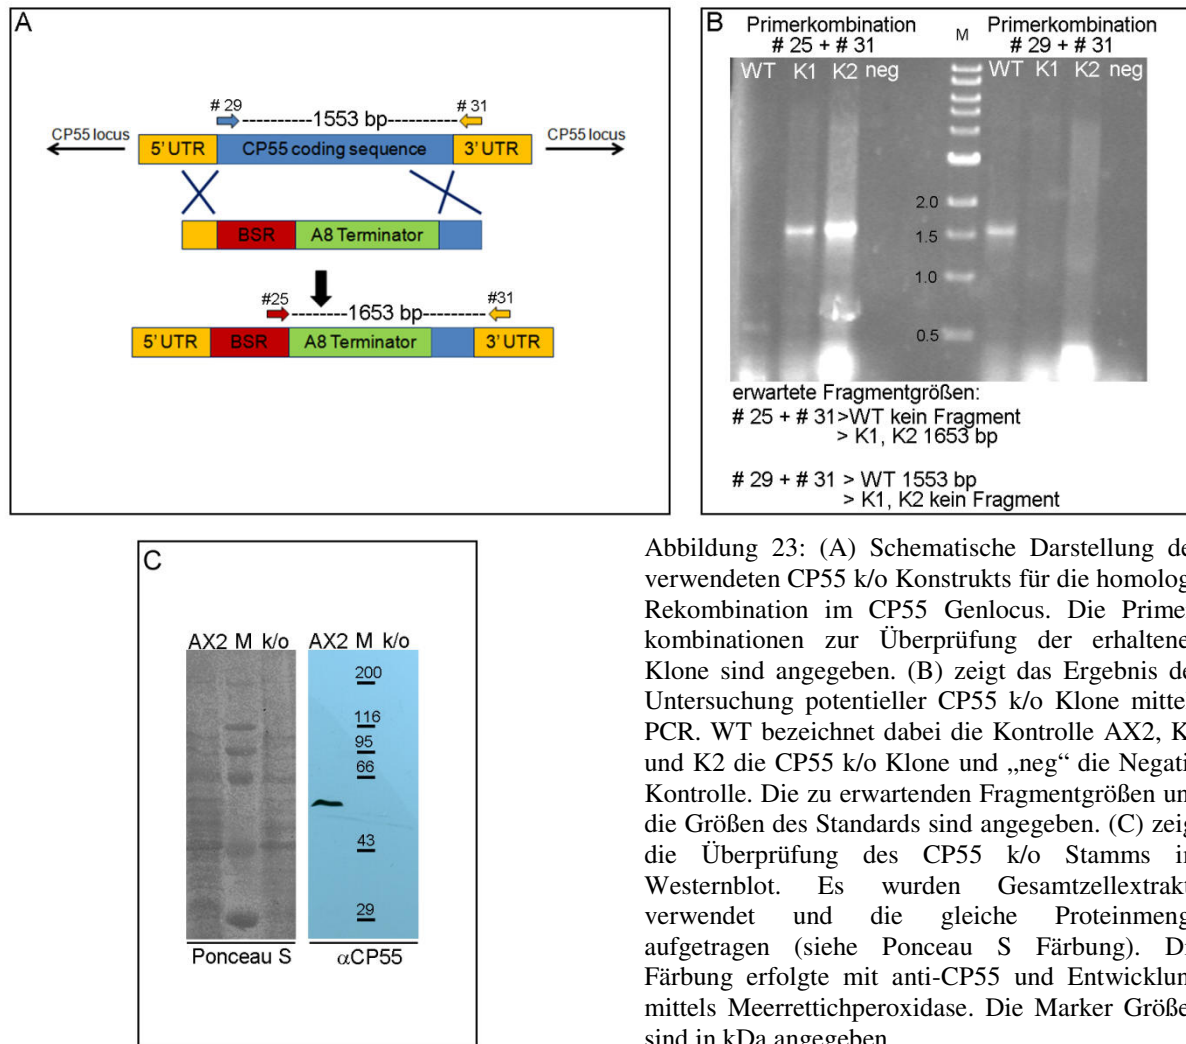 A
# 29
# 31
1553 bp
CP55 locus
CP55 locus
5' UTR
CP55 coding sequence
3' UTR
BSR
A8 Terminator
#25
#31
1653 bp
5' UTR
BSR
A8 Terminator
3' UTR
B
Primerkombination
# 25 + # 31
M
Primerkombination
# 29 + # 31
WT K1 K2 neg
WT K1 K2 neg
2.0
1.5
1.0
0.5
erwartete Fragmentgrößen:
# 25 + # 31>WT kein Fragment
> K1, K2 1653 bp
# 29 + # 31 > WT 1553 bp
> K1, K2 kein Fragment
C
AX2 M k/o
AX2 M k/o
200
116
95
66
43
29
Ponceau S
αCP55
Abbildung 23: (A) Schematische Darstellung de
verwendeten CP55 k/o Konstrukts für die homolog
Rekombination im CP55 Genlocus. Die Prime
kombinationen zur Überprüfung der erhaltene
Klone sind angegeben. (B) zeigt das Ergebnis de
Untersuchung potentieller CP55 k/o Klone mitte
PCR. WT bezeichnet dabei die Kontrolle AX2, K
und K2 die CP55 k/o Klone und „neg“ die Negati
Kontrolle. Die zu erwartenden Fragmentgrößen un
die Größen des Standards sind angegeben. (C) zeig
die Überprüfung des CP55 k/o Stamms i
Westernblot. Es wurden Gesamtzellextrakt
verwendet und die gleiche Proteinmeng
aufgetragen (siehe Ponceau S Färbung). Di
Färbung erfolgte mit anti-CP55 und Entwicklun
mittels Meerrettichperoxidase. Die Marker Größe
sind in kDa angegeben